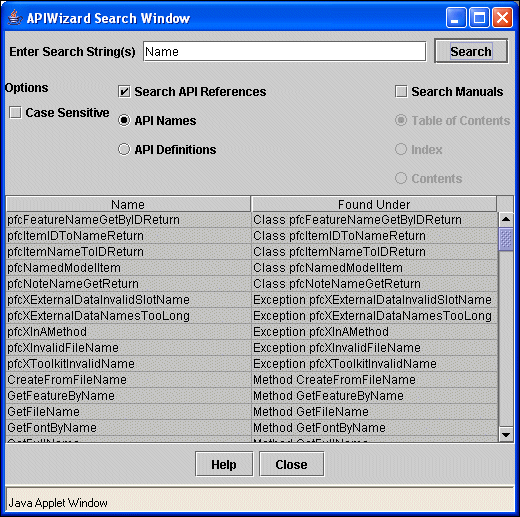 APIWizard Search Window
Enter Search String(s) Name Search
Options
Search API References Search Manuals
Case Sensitive
API Names Table of Contents
API Definitions Index
Contents
Name Found Under
pfcFeatureNameGetByIDReturn Class pfcFeatureNameGetByIDReturn
pfcItemIDToNameReturn Class pfcItemIDToNameReturn
pfcItemNameToIDReturn Class pfcItemNameToIDReturn
pfcNamedModelItem Class pfcNamedModelItem
pfcNoteNameGetReturn Class pfcNoteNameGetReturn
pfcXExternalDataInvalidSlotName Exception pfcXExternalDataInvalidSlotName
pfcXExternalDataNamesTooLong Exception pfcXExternalDataNamesTooLong
pfcXInAMethod Exception pfcXInAMethod
pfcXInvalidFileName Exception pfcXInvalidFileName
pfcXToolkitInvalidName Exception pfcXToolkitInvalidName
CreateFromFileName Method CreateFromFileName
GetFeatureByName Method GetFeatureByName
GetFileName Method GetFileName
GetFontByName Method GetFontByName
GetFullName Method GetFullName
Help Close
Java Applet Window